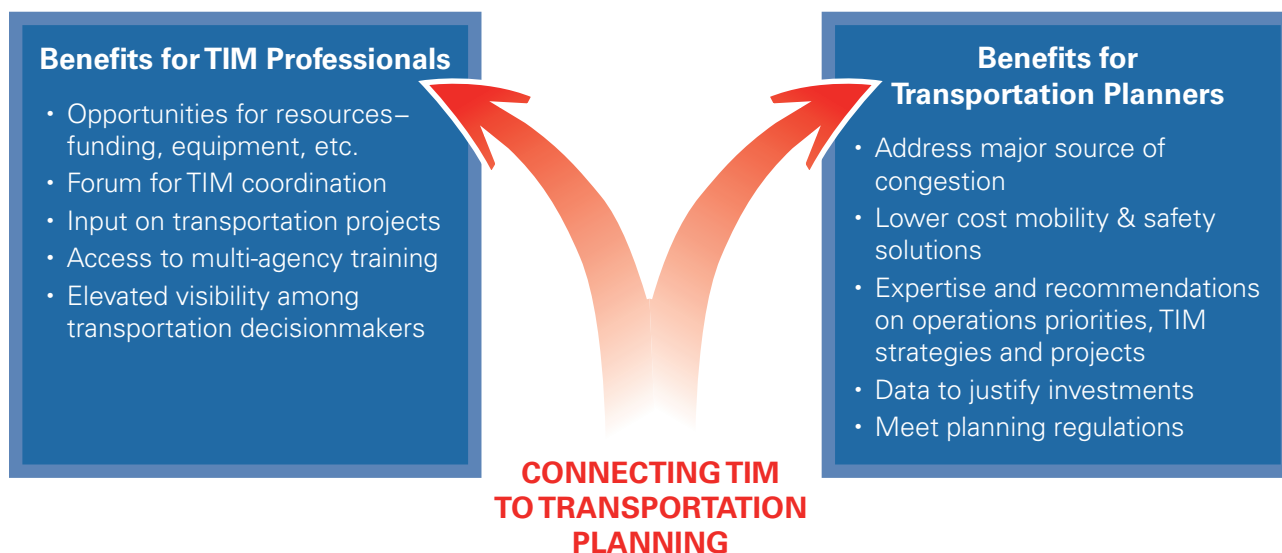 Benefits for TIM Professionals
• Opportunities for resources–
funding, equipment, etc.
• Forum for TIM coordination
• Input on transportation projects
• Access to multi-agency training
• Elevated visibility among
transportation decisionmakers
Benefits for
Transportation Planners
• Address major source of
congestion
• Lower cost mobility & safety
solutions
• Expertise and recommendations
on operations priorities, TIM
strategies and projects
• Data to justify investments
• Meet planning regulations
CONNECTING TIM
TO TRANSPORTATION
PLANNING